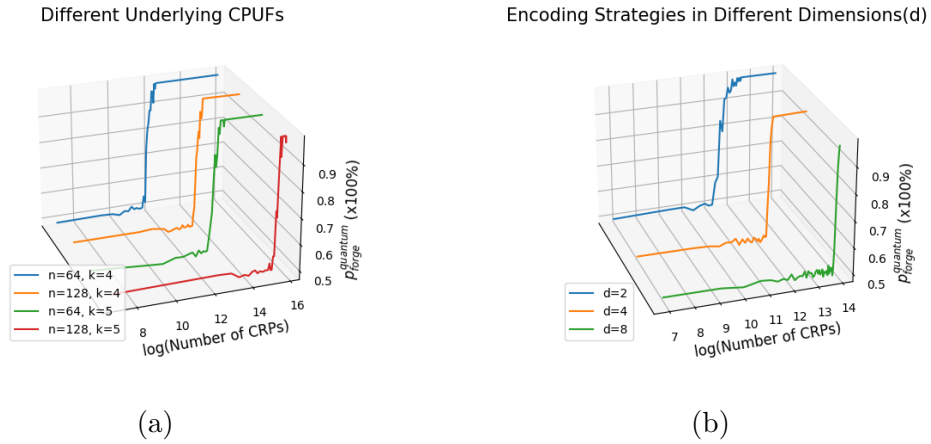 Different Underlying CPUFs
0.9
0.8
0.7
0.6
0.5
p_forge^quantum (x100%)
8
10
12
14
16
log(Number of CRPs)
n=64, k=4
n=128, k=4
n=64, k=5
n=128, k=5
(a)
Encoding Strategies in Different Dimensions(d)
0.9
0.8
0.7
0.6
0.5
p_forge^quantum (x100%)
7
8
9
10
11
12
13
14
log(Number of CRPs)
d=2
d=4
d=8
(b)